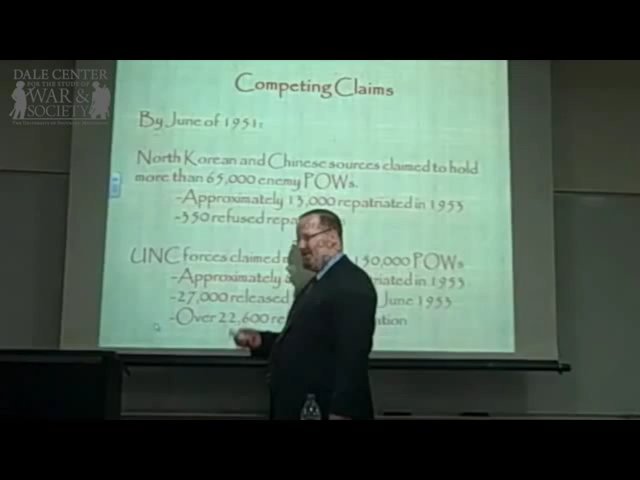 DALE CENTER
FOR THE STUDY OF
WAR &
SOCIETY
Competing Claims
By June of 1951:
North Korean and Chinese sources claimed to hold
more than 65,000 enemy POWs.
-Approximately 13,000 repatriated in 1953
-350 refused
UNC forces claimed 150,000 POWs
-Approximately in 1953
-27,000 released June 1953
-Over 22,600